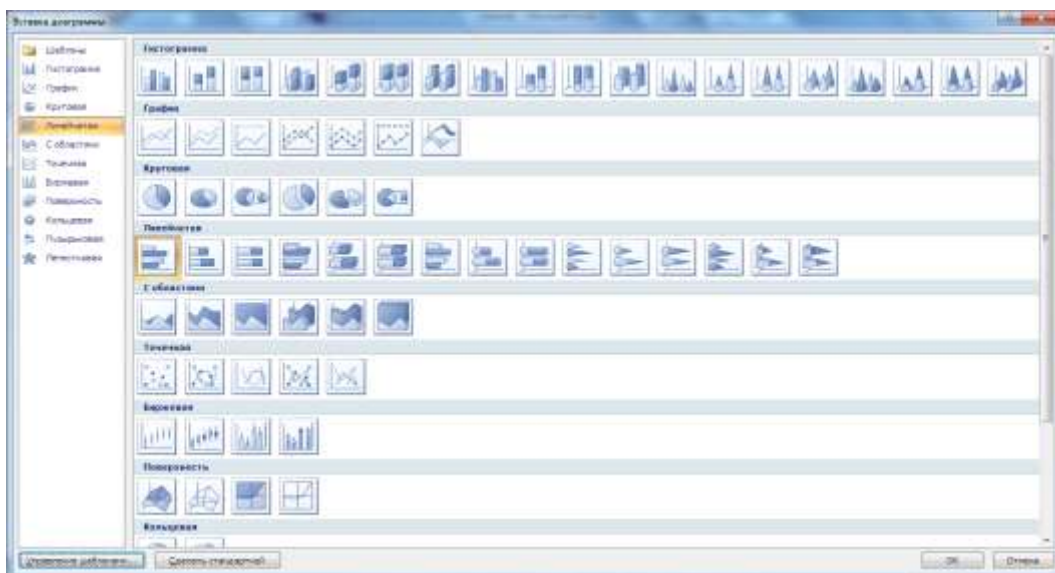 Вставка диаграммы
Шаблоны
Гистограмма
График
Круговая
Линейчатая
С областями
Точечная
Биржевая
Поверхность
Кольцевая
Пузырьковая
Лепестковая
Гистограмма
График
Круговая
Линейчатая
С областями
Точечная
Биржевая
Поверхность
Кольцевая
Управление шаблонами...
Сделать стандартной
ОК
Отмена